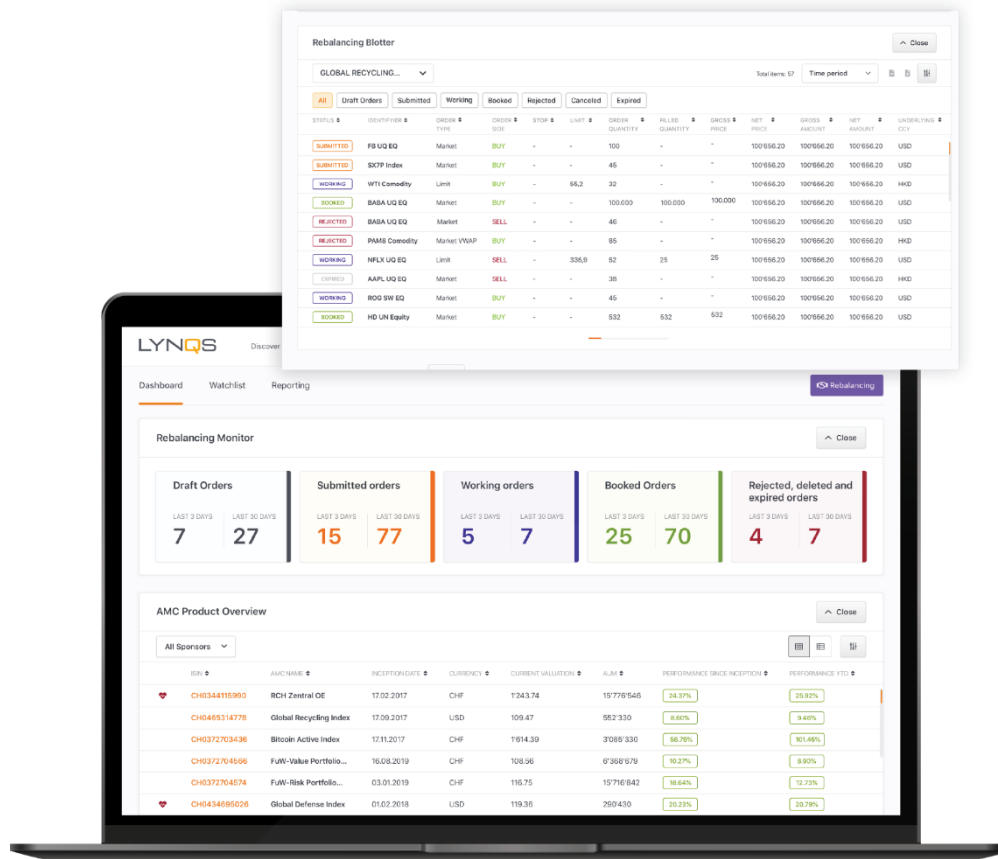 Rebalancing Blotter
Close
GLOBAL RECYCLING...
Total items: 57
Time period
All Draft Orders Submitted Working Booked Rejected Canceled Expired
STATUS IDENTIFIER ORDER TYPE ORDER SIDE STOP LIMIT ORDER QUANTITY FILLED QUANTITY GROSS PRICE NET PRICE GROSS AMOUNT NET AMOUNT UNDERLYING CCY
SUBMITTED FB UQ EQ Market BUY - - 100 - - 100'656.20 100'656.20 100'656.20 USD
SUBMITTED SX7P Index Market BUY - - 45 - - 100'656.20 100'656.20 100'656.20 USD
WORKING WTI Comodity Limit BUY - 55,2 32 - - 100'656.20 100'656.20 100'656.20 HKD
BOOKED BABA UQ EQ Market BUY - - 100.000 100.000 100.000 100'656.20 100'656.20 100'656.20 USD
REJECTED BABA UQ EQ Market SELL - - 46 - - 100'656.20 100'656.20 100'656.20 USD
REJECTED PAM8 Comodity Market VWAP BUY - - 85 - - 100'656.20 100'656.20 100'656.20 HKD
WORKING NFLX UQ EQ Limit SELL - 335,9 52 25 25 100'656.20 100'656.20 100'656.20 USD
EXPIRED AAPL UQ EQ Market SELL - - 38 - - 100'656.20 100'656.20 100'656.20 HKD
WORKING ROG SW EQ Market BUY - - 45 - - 100'656.20 100'656.20 100'656.20 USD
BOOKED HD UN Equity Market BUY - - 532 532 532 100'656.20 100'656.20 100'656.20 USD
LYNQS Discover
Dashboard Watchlist Reporting Rebalancing
Rebalancing Monitor
Close
Draft Orders
LAST 3 DAYS LAST 30 DAYS
7 27
Submitted orders
LAST 3 DAYS LAST 30 DAYS
15 77
Working orders
LAST 3 DAYS LAST 30 DAYS
5 7
Booked Orders
LAST 3 DAYS LAST 30 DAYS
25 70
Rejected, deleted and
expired orders
LAST 3 DAYS LAST 30 DAYS
4 7
AMC Product Overview
Close
All Sponsors
ISIN AMC NAME INCEPTION DATE CURRENCY CURRENT VALUATION AUM PERFORMANCE SINCE INCEPTION PERFORMANCE YTD
CH0344115990 RCH Zentral OE 17.02.2017 CHF 1'243.74 15'776'546 24.37% 25.92%
CH0465314778 Global Recycling Index 17.09.2017 USD 109.47 552'330 8.60% 9.46%
CH0372703436 Bitcoin Active Index 17.11.2017 CHF 1'614.39 3'085'330 56.76% 101.46%
CH0372704566 FuW-Value Portfolio... 16.08.2019 CHF 108.56 6'368'679 10.27% 8.90%
CH0372704574 FuW-Risk Portfolio... 03.01.2019 CHF 116.75 15'716'842 18.64% 12.73%
CH0434695026 Global Defense Index 01.02.2018 USD 119.36 290'430 20.23% 20.79%